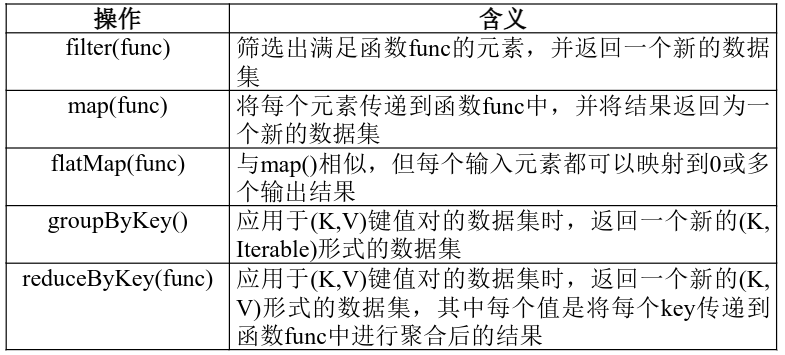 操作 含义
filter(func) 筛选出满足函数func的元素，并返回一个新的数据
集
map(func) 将每个元素传递到函数func中，并将结果返回为一
个新的数据集
flatMap(func) 与map()相似，但每个输入元素都可以映射到0或多
个输出结果
groupByKey() 应用于(K,V)键值对的数据集时，返回一个新的(K,
Iterable)形式的数据集
reduceByKey(func) 应用于(K,V)键值对的数据集时，返回一个新的(K,
V)形式的数据集，其中每个值是将每个key传递到
函数func中进行聚合后的结果